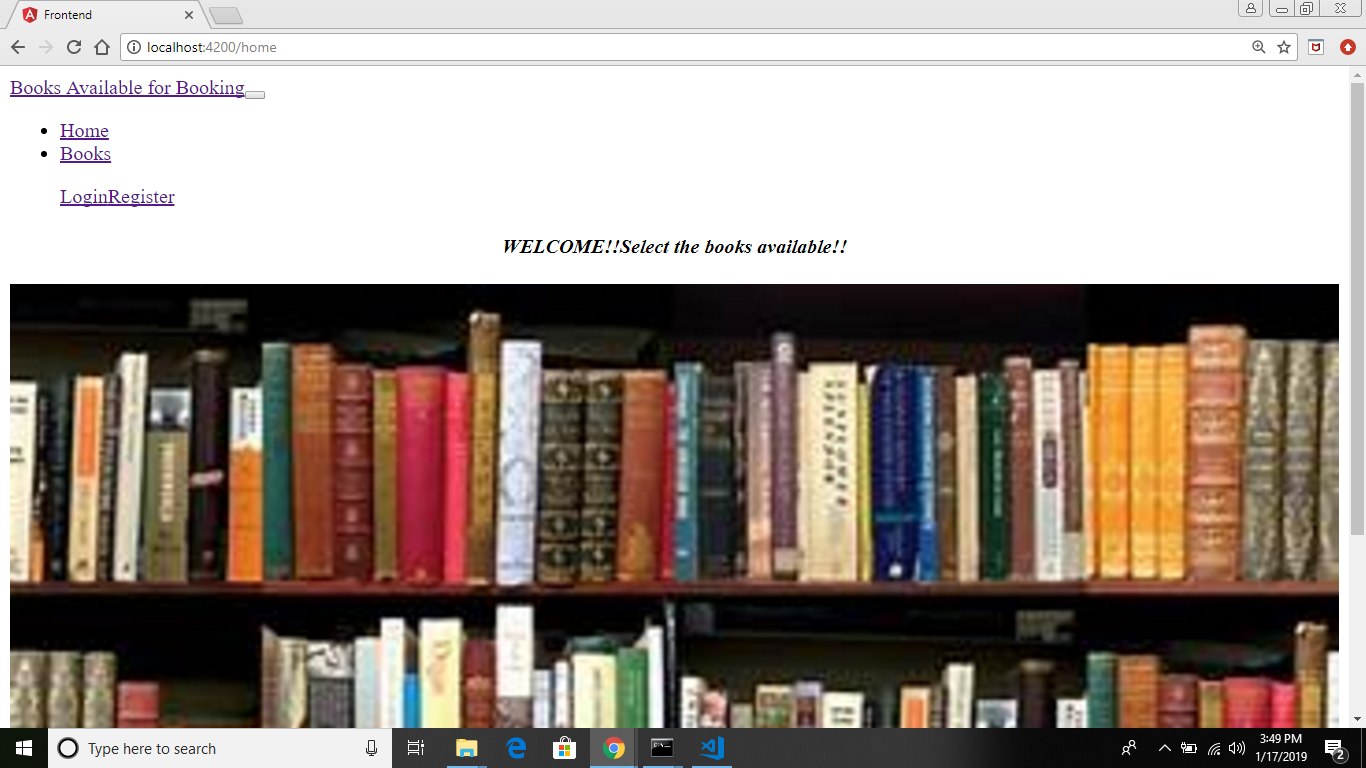 Frontend
localhost:4200/home
Books Available for Booking
Home
Books
LoginRegister
WELCOME!!Select the books available!!
Type here to search
3:49 PM
1/17/2019
2